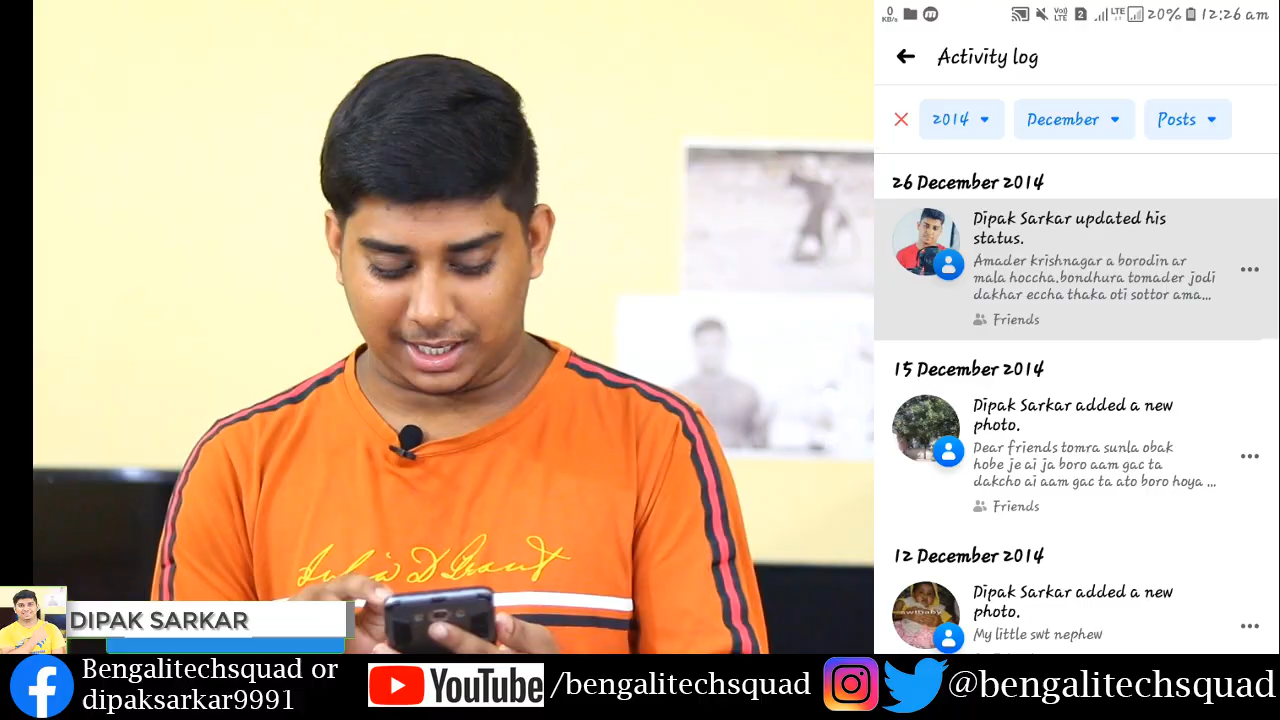 0
KB/s
Vo))
LTE
2
LTE
20%
12:26 am
Activity log
2014
December
Posts
26 December 2014
Dipak Sarkar updated his
status.
Amader krishnagar a borodin ar
mala hoccha.bondhura tomader jodi
dakhar eccha thaka oti sottor ama...
Friends
15 December 2014
Dipak Sarkar added a new
photo.
Dear friends tomra sunla obak
hobe je ai ja boro aam gac ta
dakcho ai aam gac ta ato boro hoya ...
Friends
12 December 2014
Dipak Sarkar added a new
photo.
My little swt nephew
DIPAK SARKAR
Bengalitechsquad or
dipaksarkar9991
YouTube
/bengalitechsquad
@bengalitechsquad